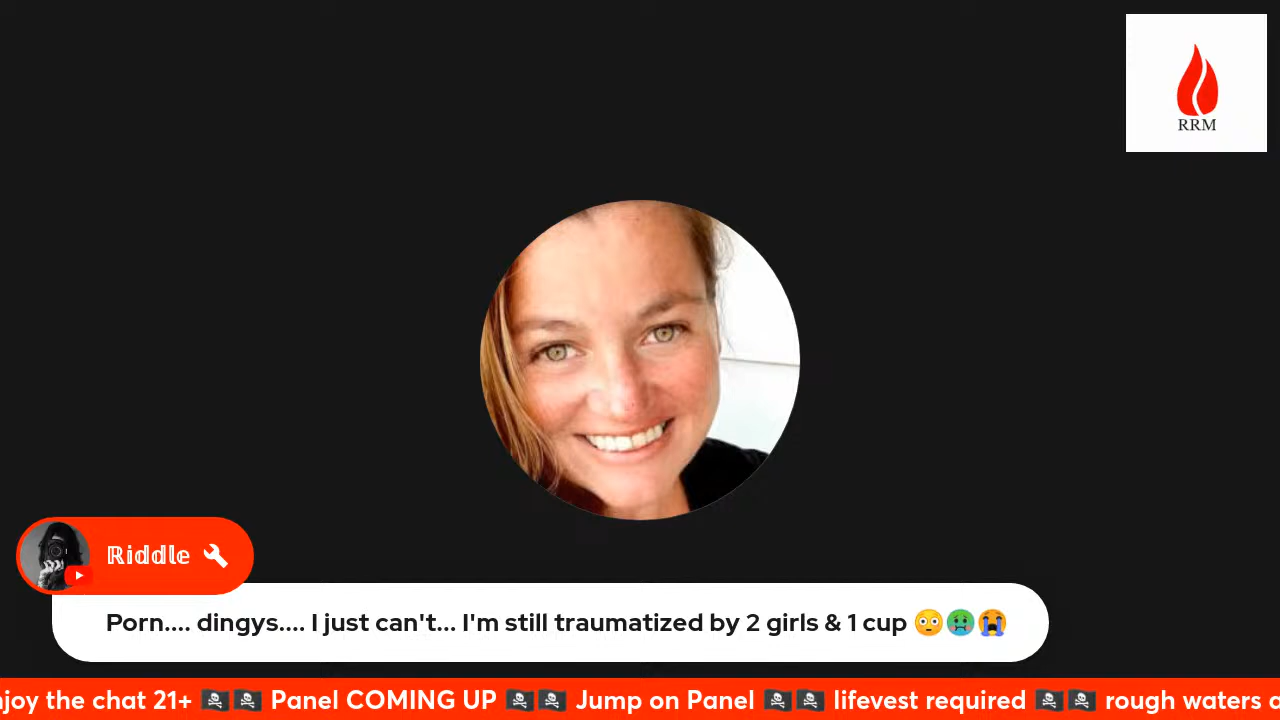 RRM
ℝiddle
Porn.... dingys.... I just can't... I'm still traumatized by 2 girls & 1 cup 😳🤢😭
njoy the chat 21+ 🏴‍☠️🏴‍☠️ Panel COMING UP 🏴‍☠️🏴‍☠️ Jump on Panel 🏴‍☠️🏴‍☠️ lifevest required 🏴‍☠️🏴‍☠️ rough waters